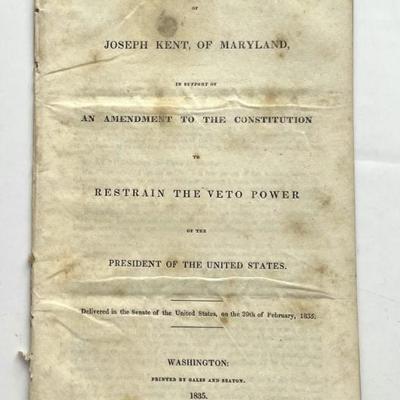 OF
JOSEPH KENT, OF MARYLAND,
IN SUPPORT OF
AN AMENDMENT TO THE CONSTITUTION
TO
RESTRAIN THE VETO POWER
OF THE
PRESIDENT OF THE UNITED STATES.
Delivered in the Senate of the United States, on the 20th of February, 1835.
WASHINGTON:
PRINTED BY GALES AND SEATON.
1835.